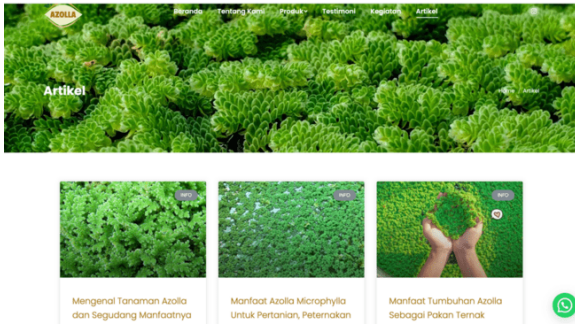 AZOLLA
Beranda Tentang Kami Produk Testimoni Kegiatan Artikel
Artikel
Home Artikel
INFO
INFO
INFO
Mengenal Tanaman Azolla
dan Segudang Manfaatnya
Manfaat Azolla Microphylla
Untuk Pertanian, Peternakan
Manfaat Tumbuhan Azolla
Sebagai Pakan Ternak